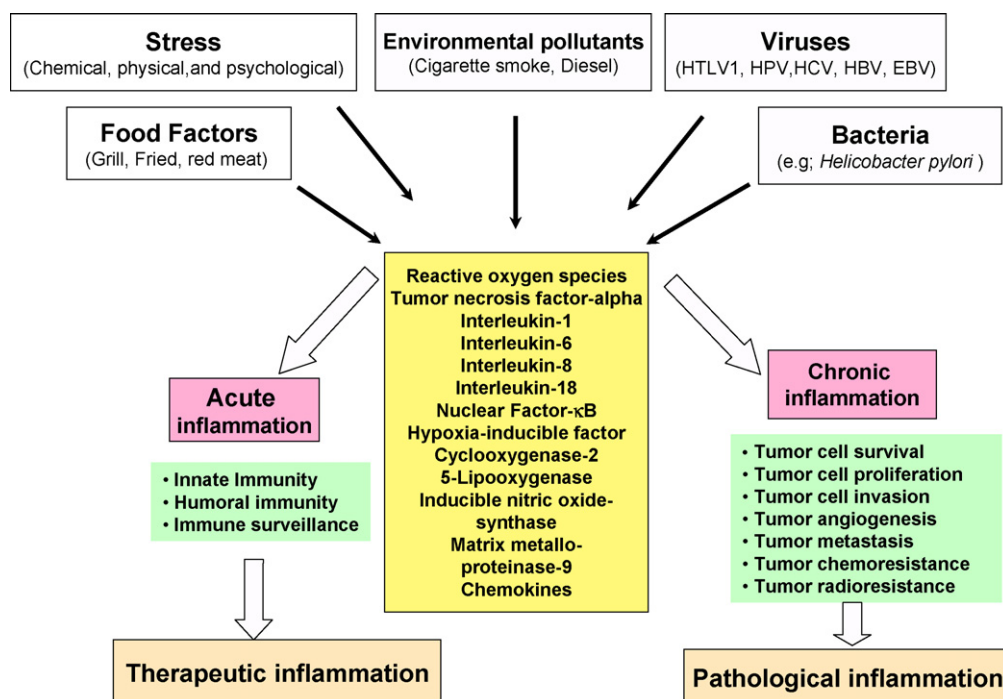 Stress
(Chemical, physical,and psychological)
Environmental pollutants
(Cigarette smoke, Diesel)
Viruses
(HTLV1, HPV,HCV, HBV, EBV)
Food Factors
(Grill, Fried, red meat)
Bacteria
(e.g; Helicobacter pylori )
Reactive oxygen species
Tumor necrosis factor-alpha
Interleukin-1
Interleukin-6
Interleukin-8
Interleukin-18
Nuclear Factor-κB
Hypoxia-inducible factor
Cyclooxygenase-2
5-Lipooxygenase
Inducible nitric oxide-
synthase
Matrix metallo-
proteinase-9
Chemokines
Acute
inflammation
• Innate Immunity
• Humoral immunity
• Immune surveillance
Therapeutic inflammation
Chronic
inflammation
• Tumor cell survival
• Tumor cell proliferation
• Tumor cell invasion
• Tumor angiogenesis
• Tumor metastasis
• Tumor chemoresistance
• Tumor radioresistance
Pathological inflammation